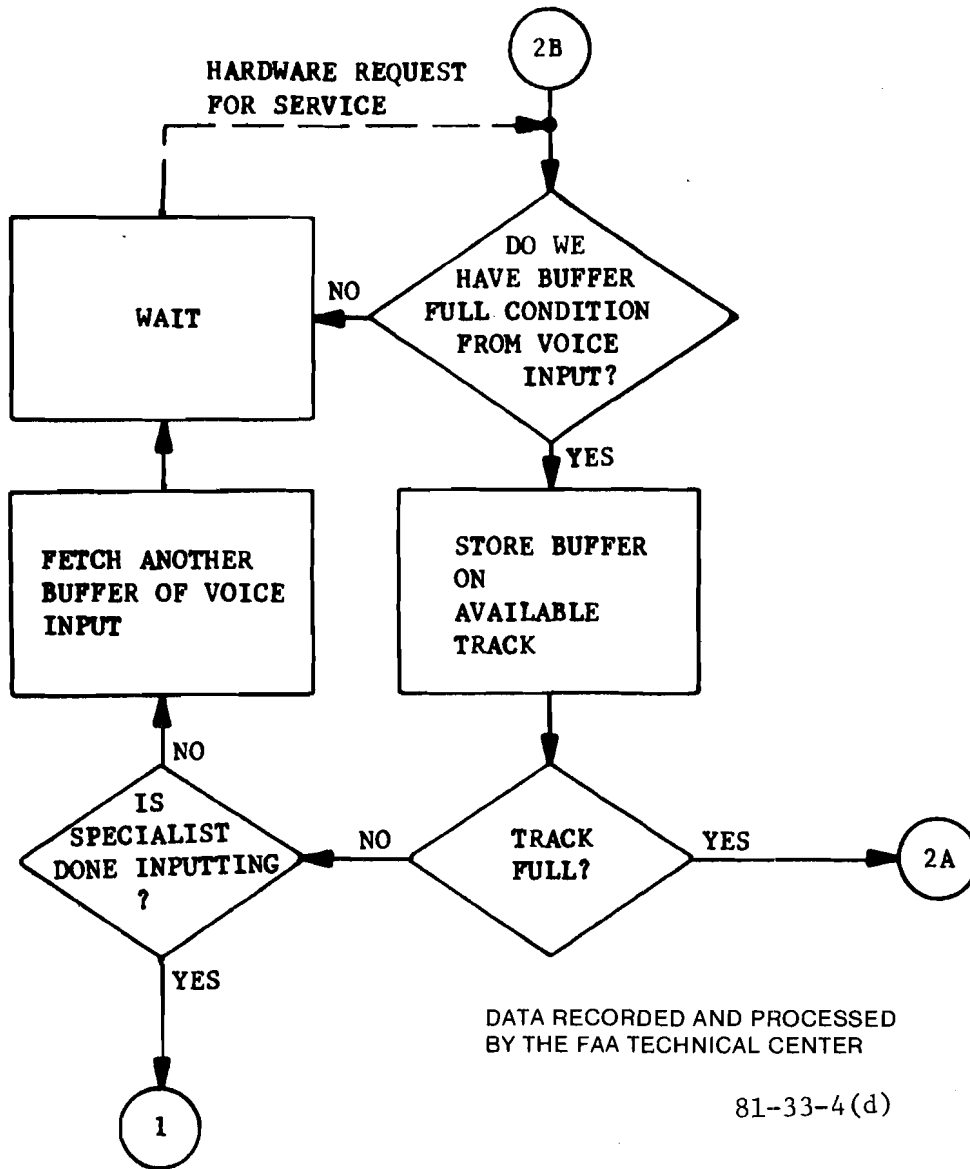 2B
HARDWARE REQUEST
FOR SERVICE
DO WE
HAVE BUFFER
FULL CONDITION
FROM VOICE
INPUT?
NO
WAIT
YES
FETCH ANOTHER
BUFFER OF VOICE
INPUT
STORE BUFFER
ON
AVAILABLE
TRACK
NO
IS
SPECIALIST
DONE INPUTTING
?
NO
TRACK
FULL?
YES
2A
YES
DATA RECORDED AND PROCESSED
BY THE FAA TECHNICAL CENTER
81-33-4(d)
1